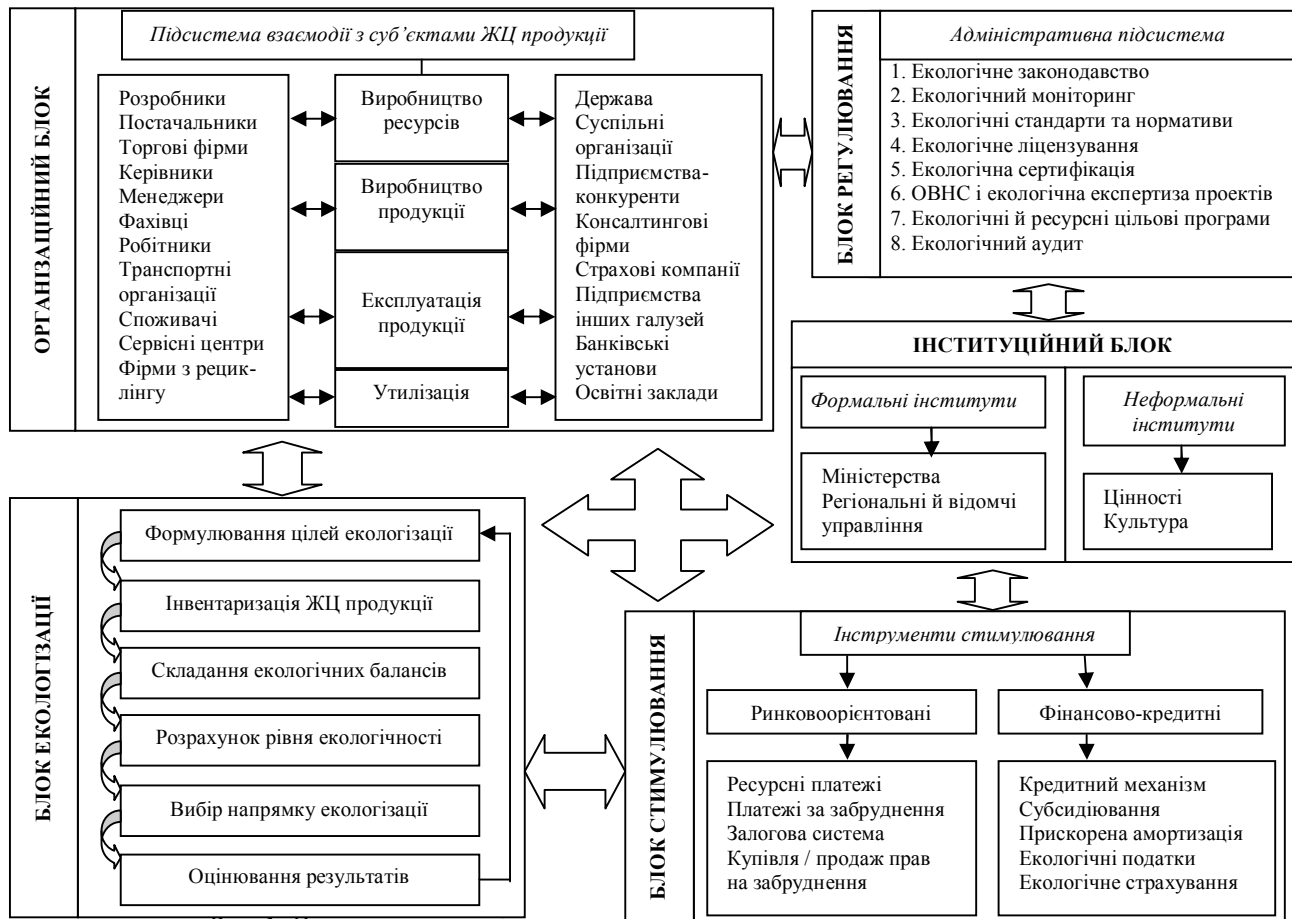 ОРГАНІЗАЦІЙНИЙ БЛОК
Підсистема взаємодії з суб’єктами ЖЦ продукції
Розробники
Постачальники
Торгові фірми
Керівники
Менеджери
Фахівці
Робітники
Транспортні
організації
Споживачі
Сервісні центри
Фірми з рецик-
лінгу
Виробництво
ресурсів
Виробництво
продукції
Експлуатація
продукції
Утилізація
Держава
Суспільні
організації
Підприємства-
конкуренти
Консалтингові
фірми
Страхові компанії
Підприємства
інших галузей
Банківські
установи
Освітні заклади
БЛОК РЕГУЛЮВАННЯ
Адміністративна підсистема
1. Екологічне законодавство
2. Екологічний моніторинг
3. Екологічні стандарти та нормативи
4. Екологічне ліцензування
5. Екологічна сертифікація
6. ОВНС і екологічна експертиза проектів
7. Екологічні й ресурсні цільові програми
8. Екологічний аудит
ІНСТИТУЦІЙНИЙ БЛОК
Формальні інститути
Міністерства
Регіональні й відомчі
управління
Неформальні
інститути
Цінності
Культура
БЛОК ЕКОЛОГІЗАЦІЇ
Формулювання цілей екологізації
Інвентаризація ЖЦ продукції
Складання екологічних балансів
Розрахунок рівня екологічності
Вибір напрямку екологізації
Оцінювання результатів
БЛОК СТИМУЛЮВАННЯ
Інструменти стимулювання
Ринковоорієнтовані
Ресурсні платежі
Платежі за забруднення
Залогова система
Купівля / продаж прав
на забруднення
Фінансово-кредитні
Кредитний механізм
Субсидіювання
Прискорена амортизація
Екологічні податки
Екологічне страхування